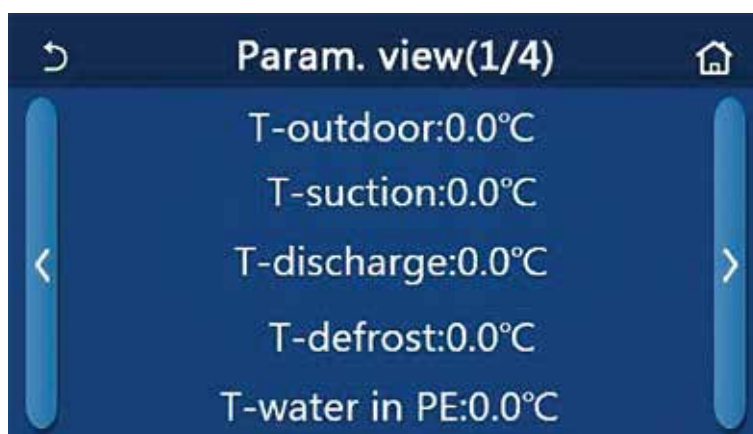 Param. view(1/4)
T-outdoor:0.0℃
T-suction:0.0℃
T-discharge:0.0℃
T-defrost:0.0℃
T-water in PE:0.0℃